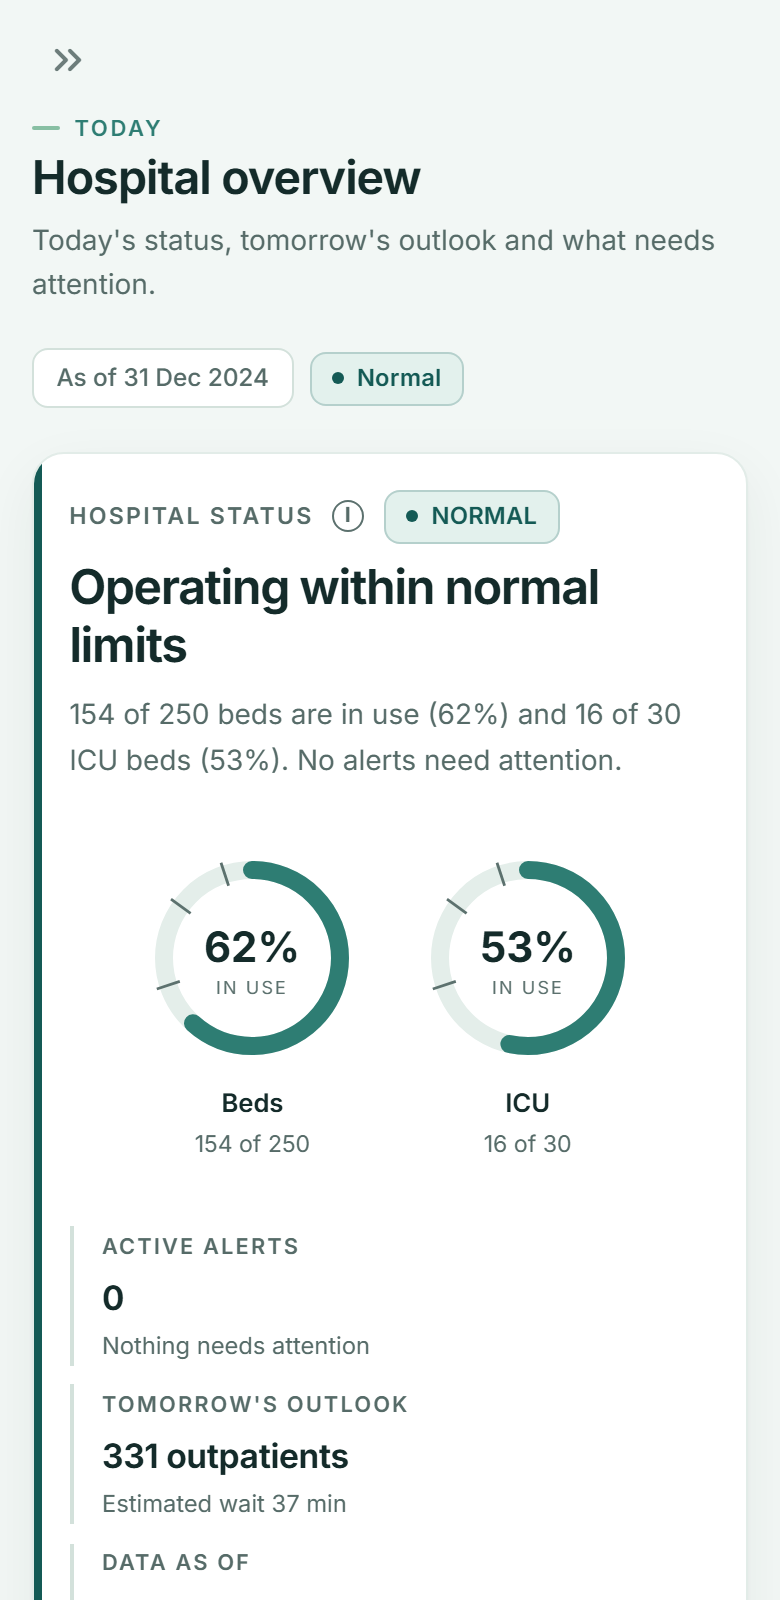 TODAY
Hospital overview
Today's status, tomorrow's outlook and what needs
attention.
As of 31 Dec 2024
Normal
HOSPITAL STATUS I NORMAL
Operating within normal
limits
154 of 250 beds are in use (62%) and 16 of 30
ICU beds (53%). No alerts need attention.
62%
IN USE
Beds
154 of 250
53%
IN USE
ICU
16 of 30
ACTIVE ALERTS
0
Nothing needs attention
TOMORROW'S OUTLOOK
331 outpatients
Estimated wait 37 min
DATA AS OF